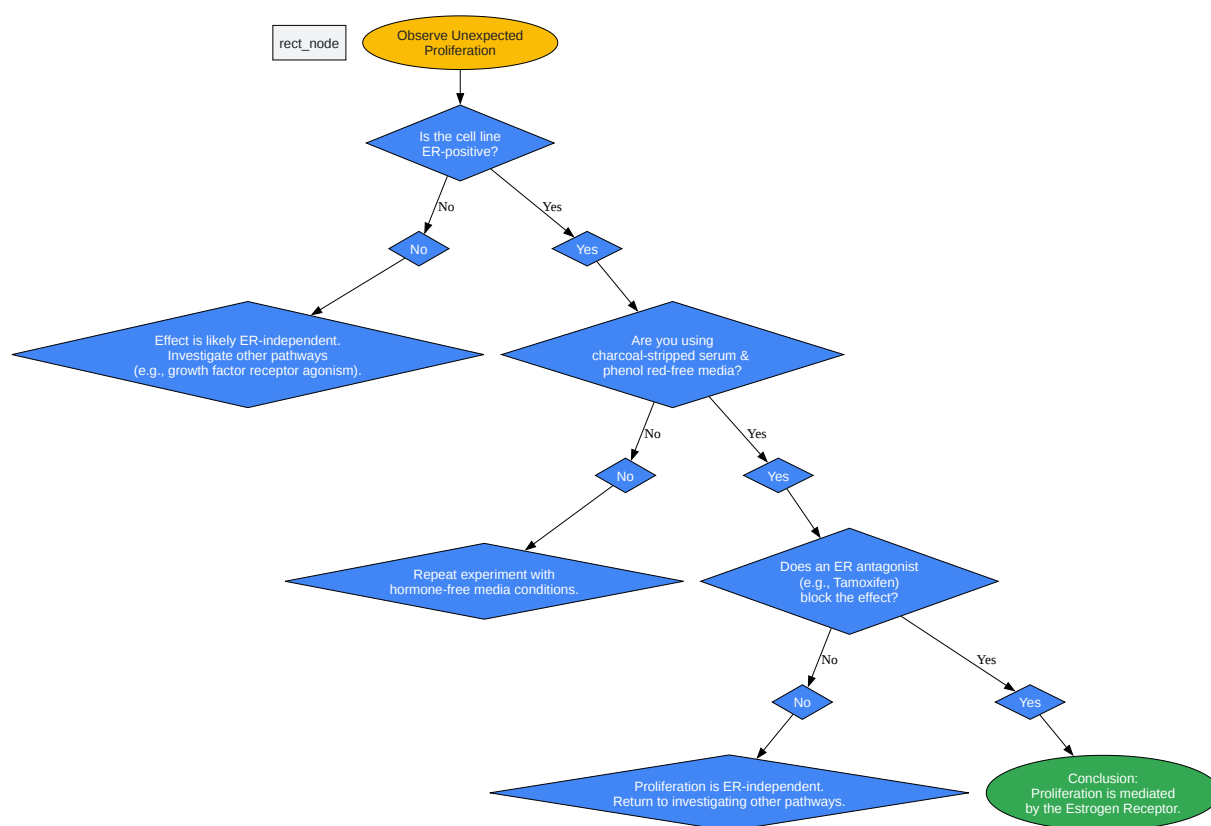 rect_node
Observe Unexpected
Proliferation
Is the cell line
ER-positive?
No
Yes
No
Yes
Effect is likely ER-independent.
Investigate other pathways
(e.g., growth factor receptor agonism).
Are you using
charcoal-stripped serum &
phenol red-free media?
No
Yes
No
Yes
Repeat experiment with
hormone-free media conditions.
Does an ER antagonist
(e.g., Tamoxifen)
block the effect?
No
Yes
No
Yes
Proliferation is ER-independent.
Return to investigating other pathways.
Conclusion:
Proliferation is mediated
by the Estrogen Receptor.